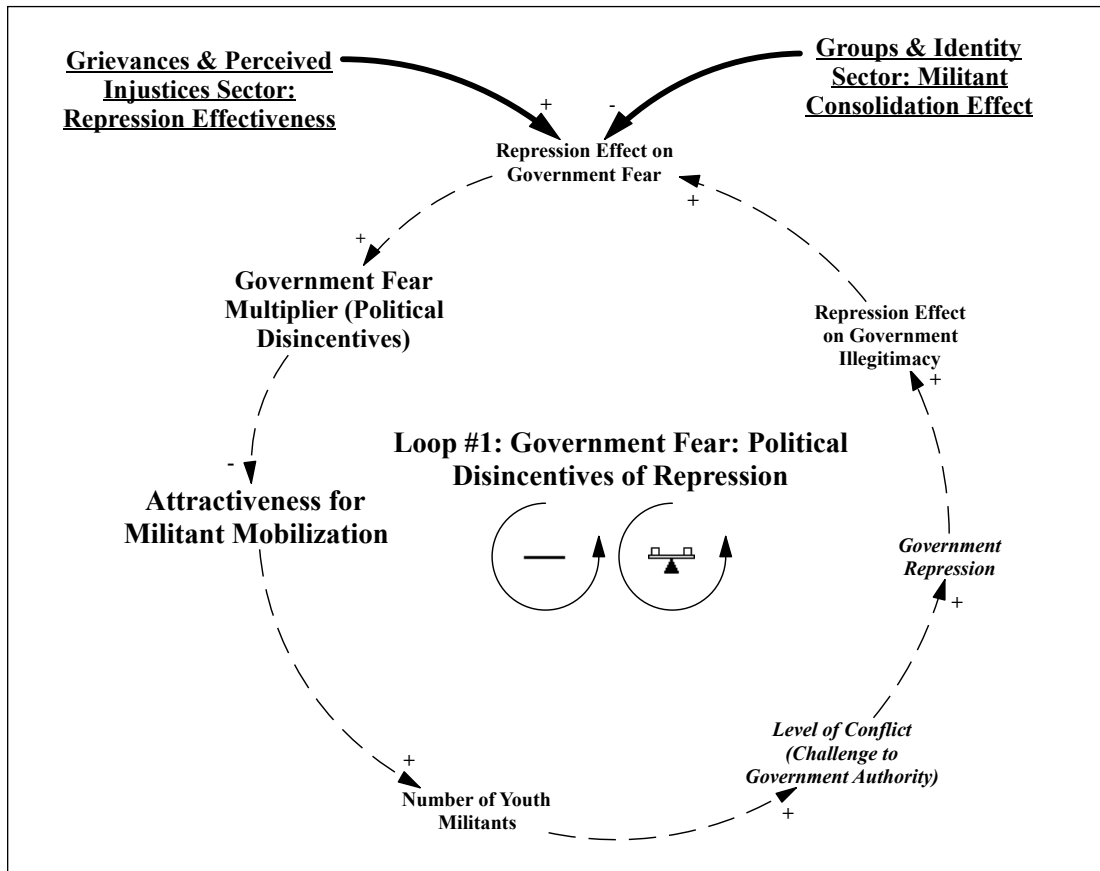 Grievances & Perceived
Injustices Sector:
Repression Effectiveness
Groups & Identity
Sector: Militant
Consolidation Effect
+
-
Repression Effect on
Government Fear
+
+
Government Fear
Multiplier (Political
Disincentives)
Repression Effect
on Government
Illegitimacy
+
Loop #1: Government Fear: Political
Disincentives of Repression
-
Attractiveness for
Militant Mobilization
Government
Repression
+
Level of Conflict
(Challenge to
Government Authority)
+
+
Number of Youth
Militants